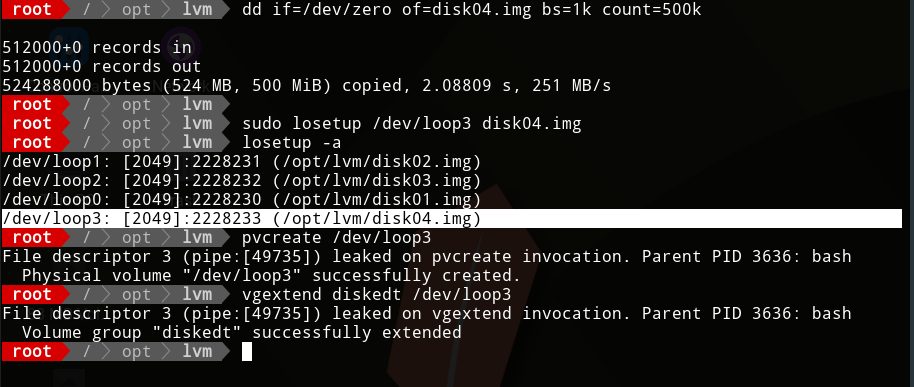 root / opt lvm dd if=/dev/zero of=disk04.img bs=1k count=500k
512000+0 records in
512000+0 records out
524288000 bytes (524 MB, 500 MiB) copied, 2.08809 s, 251 MB/s
root / opt lvm
root / opt lvm sudo losetup /dev/loop3 disk04.img
root / opt lvm losetup -a
/dev/loop1: [2049]:2228231 (/opt/lvm/disk02.img)
/dev/loop2: [2049]:2228232 (/opt/lvm/disk03.img)
/dev/loop0: [2049]:2228230 (/opt/lvm/disk01.img)
/dev/loop3: [2049]:2228233 (/opt/lvm/disk04.img)
root / opt lvm pvcreate /dev/loop3
File descriptor 3 (pipe:[49735]) leaked on pvcreate invocation. Parent PID 3636: bash
  Physical volume "/dev/loop3" successfully created.
root / opt lvm vgextend diskedt /dev/loop3
File descriptor 3 (pipe:[49735]) leaked on vgextend invocation. Parent PID 3636: bash
  Volume group "diskedt" successfully extended
root / opt lvm